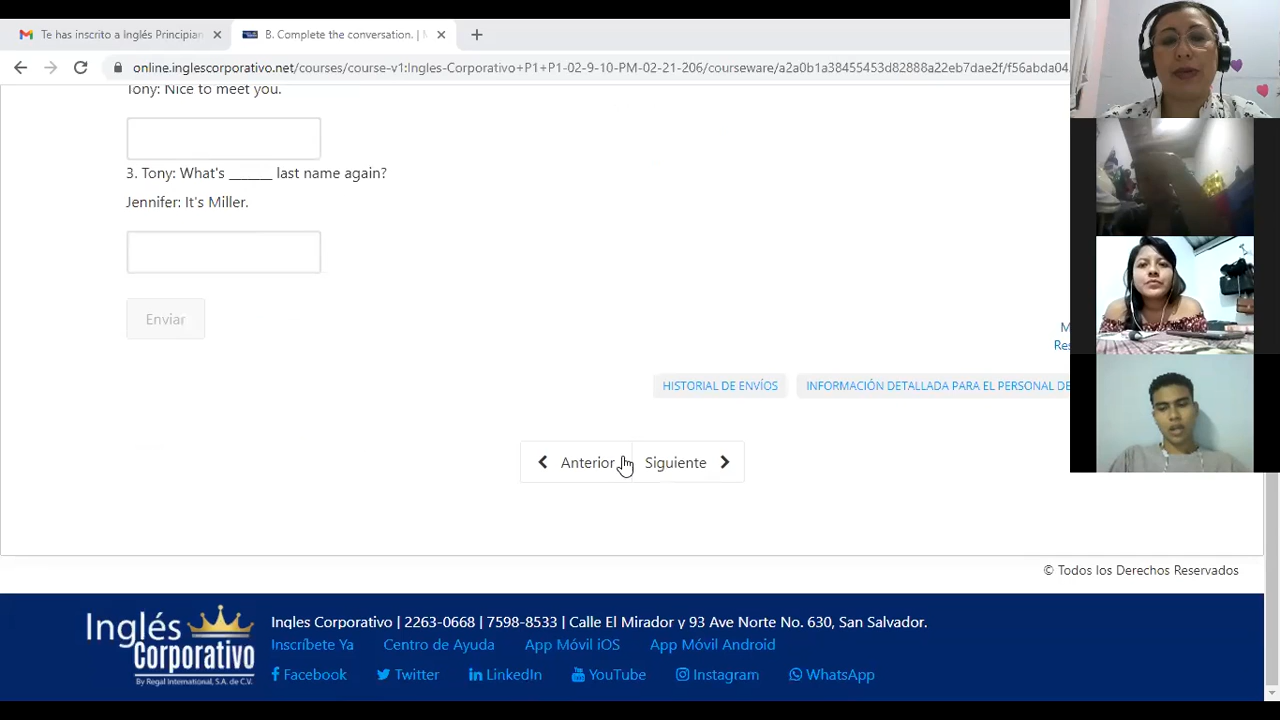 Te has inscrito a Inglés Principian
B. Complete the conversation. |
online.inglescorporativo.net/courses/course-v1:Ingles-Corporativo+P1+P1-02-9-10-PM-02-21-206/courseware/a2a0b1a38455453d82888a22eb7dae2f/f56abda04
Tony: Nice to meet you.
3. Tony: What's ______ last name again?
Jennifer: It's Miller.
Enviar
HISTORIAL DE ENVÍOS
INFORMACIÓN DETALLADA PARA EL PERSONAL DE
Anterior
Siguiente
© Todos los Derechos Reservados
Inglés Corporativo
By Regal International, S.A. de C.V.
Ingles Corporativo | 2263-0668 | 7598-8533 | Calle El Mirador y 93 Ave Norte No. 630, San Salvador.
Inscríbete Ya Centro de Ayuda App Móvil iOS App Móvil Android
Facebook Twitter LinkedIn YouTube Instagram WhatsApp